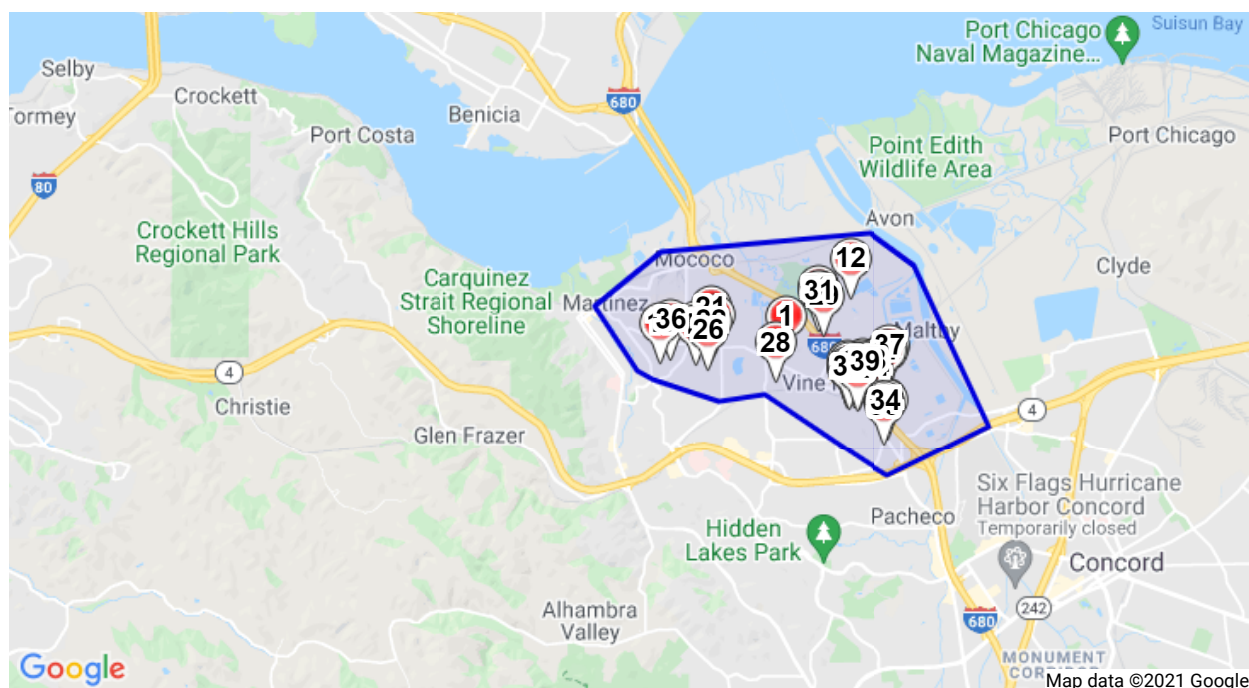 Port Chicago
Naval Magazine...
Suisun Bay
Selby
Crockett
Tormey
Benicia
680
Port Costa
Port Chicago
80
Point Edith
Wildlife Area
Avon
Crockett Hills
Regional Park
Mococo
12
Clyde
Carquinez
Strait Regional
Shoreline
Martinez
31
21
36
1
26
28
680
Maltby
37
39
34
4
Vine
Christie
4
Glen Frazer
Six Flags Hurricane
Harbor Concord
Temporarily closed
Pacheco
Hidden
Lakes Park
Concord
Alhambra
Valley
242
680
MONUMENT
CORRIDOR
Google
Map data ©2021 Google